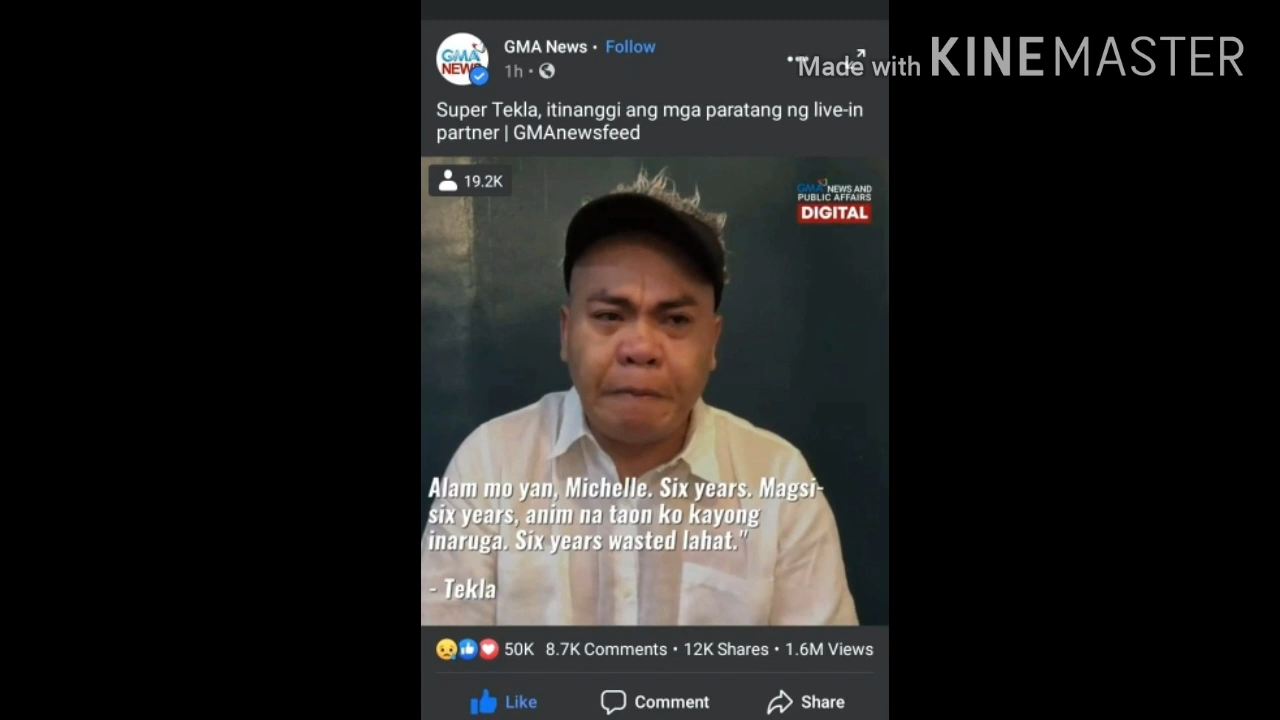 GMA News • Follow
1h •
Made with KINEMASTER
Super Tekla, itinanggi ang mga paratang ng live-in
partner | GMAnewsfeed
GMA NEWS
19.2K
GMA NEWS AND
PUBLIC AFFAIRS
DIGITAL
Alam mo yan, Michelle. Six years. Magsi-
six years, anim na taon ko kayong
inaruga. Six years wasted lahat."
- Tekla
50K 8.7K Comments • 12K Shares • 1.6M Views
Like Comment Share